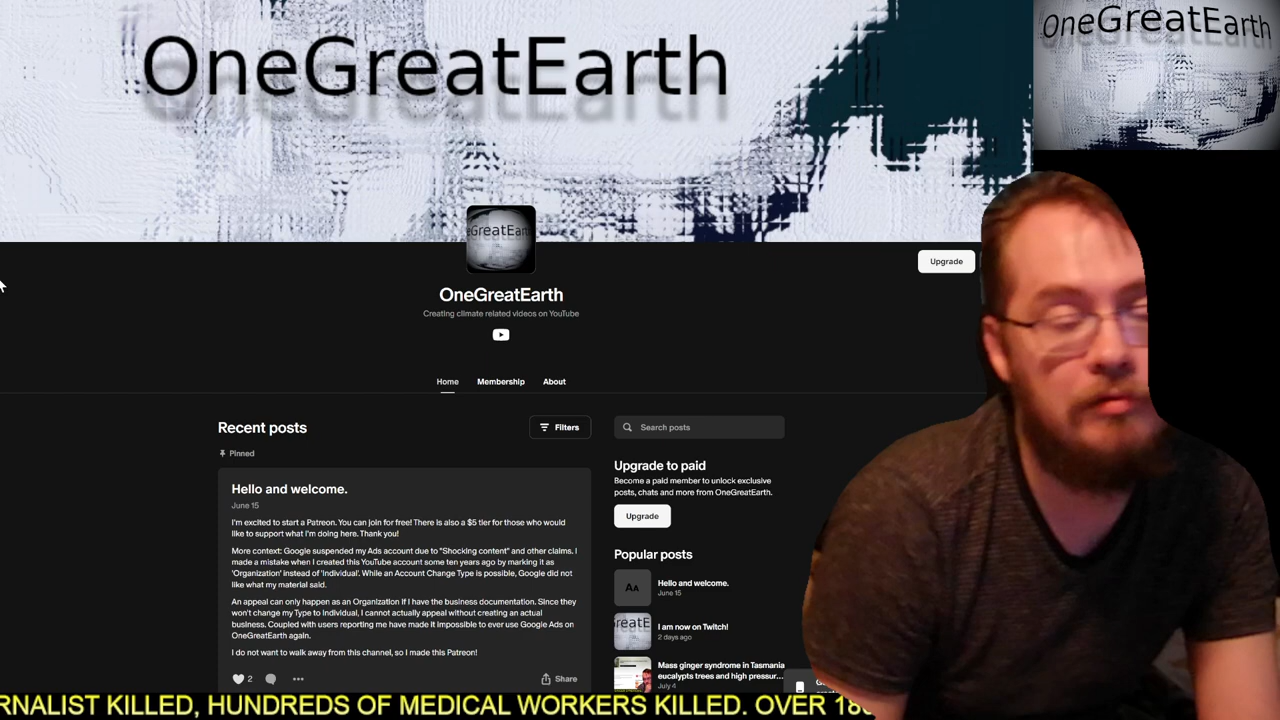 OneGreatEarth
OneGreatEarth
GreatEar
Upgrade
OneGreatEarth
Creating climate related videos on YouTube
Home Membership About
Recent posts
Filters
Search posts
Pinned
Hello and welcome.
June 15
I'm excited to start a Patreon. You can join for free! There is also a $5 tier for those who would
like to support what I'm doing here. Thank you!
More context: Google suspended my Ads account due to "Shocking content" and other claims. I
made a mistake when I created this YouTube account some ten years ago by marking it as
'Organization' instead of 'Individual'. While an Account Change Type is possible, Google did not
like what my material said.
An appeal can only happen as an Organization if I have the business documentation. Since they
won't change my Type to Individual, I cannot actually appeal without creating an actual
business. Coupled with users reporting me have made it impossible to ever use Google Ads on
OneGreatEarth again.
I do not want to walk away from this channel, so I made this Patreon!
2
Share
Upgrade to paid
Become a paid member to unlock exclusive
posts, chats and more from OneGreatEarth.
Upgrade
Popular posts
AA
Hello and welcome.
June 15
GreatE
I am now on Twitch!
2 days ago
Mass ginger syndrome in Tasmania
eucalypts trees and high pressur...
July 4
RNALIST KILLED, HUNDREDS OF MEDICAL WORKERS KILLED. OVER 18